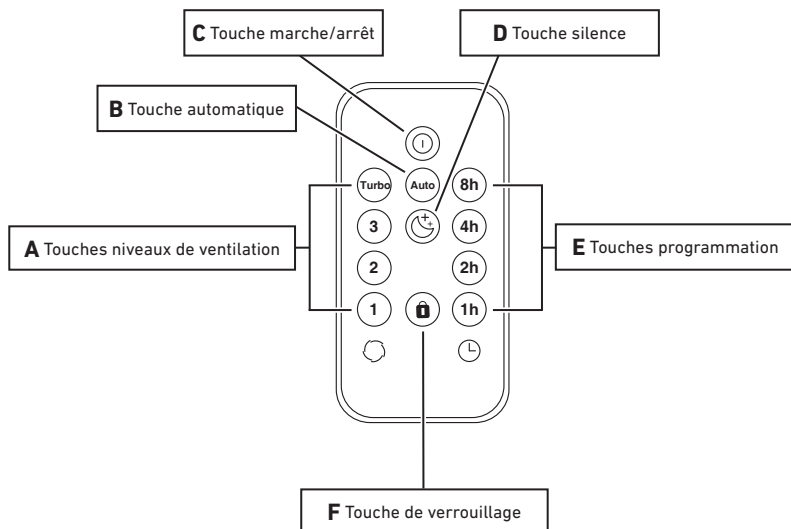 C Touche marche/arrêt
D Touche silence
B Touche automatique
Turbo Auto 8h
3 4h
A Touches niveaux de ventilation
E Touches programmation
2 2h
1 1h
F Touche de verrouillage